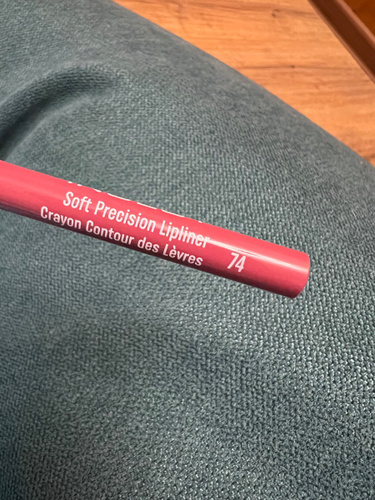 Soft Precision Lipliner
Crayon Contour des Lèvres
74